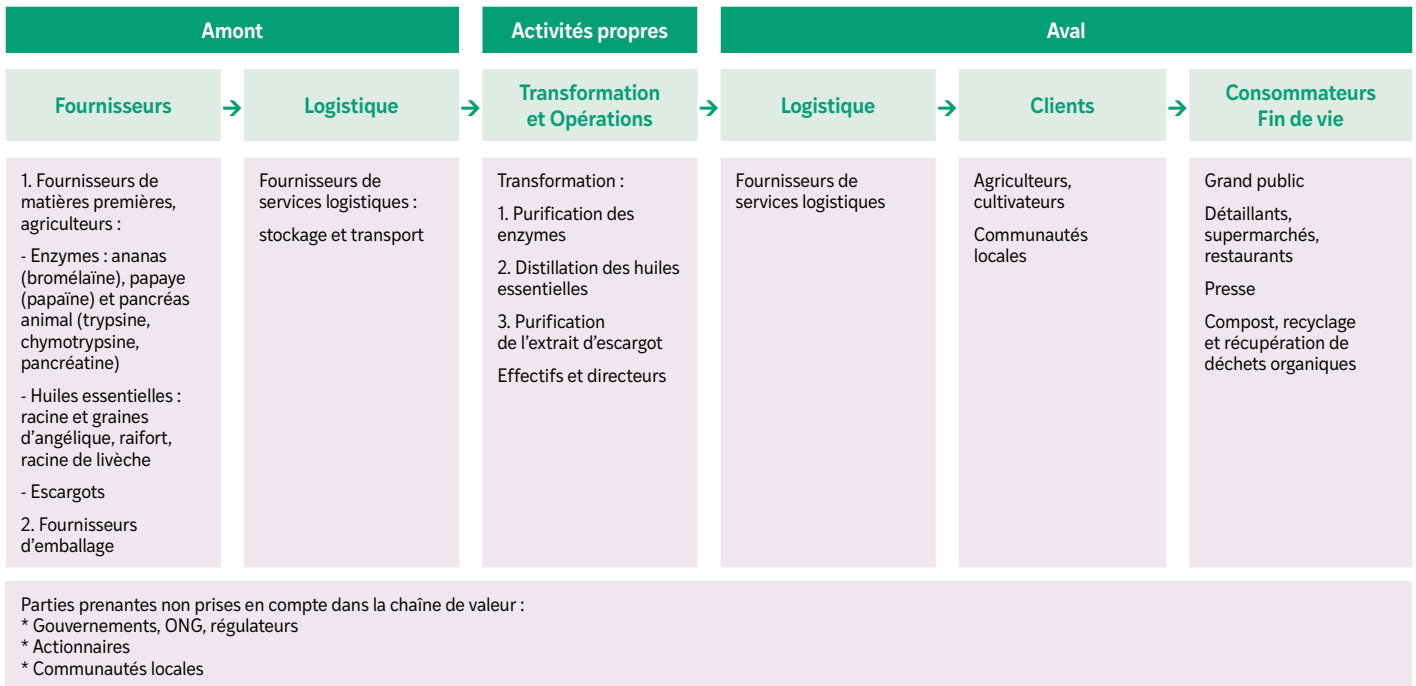 Amont
Activités propres
Aval
Fournisseurs
→
Logistique
→
Transformation
et Opérations
→
Logistique
→
Clients
→
Consommateurs
Fin de vie
1. Fournisseurs de
matières premières,
agriculteurs :
- Enzymes : ananas
(bromélaïne), papaye
(papaïne) et pancréas
animal (trypsine,
chymotrypsine,
pancréatine)
- Huiles essentielles :
racine et graines
d'angélique, raifort,
racine de livèche
- Escargots
2. Fournisseurs
d'emballage
Fournisseurs de
services logistiques :
stockage et transport
Transformation :
1. Purification des
enzymes
2. Distillation des huiles
essentielles
3. Purification
de l'extrait d'escargot
Effectifs et directeurs
Fournisseurs de
services logistiques
Agriculteurs,
cultivateurs
Communautés
locales
Grand public
Détaillants,
supermarchés,
restaurants
Presse
Compost, recyclage
et récupération de
déchets organiques
Parties prenantes non prises en compte dans la chaîne de valeur :
* Gouvernements, ONG, régulateurs
* Actionnaires
* Communautés locales